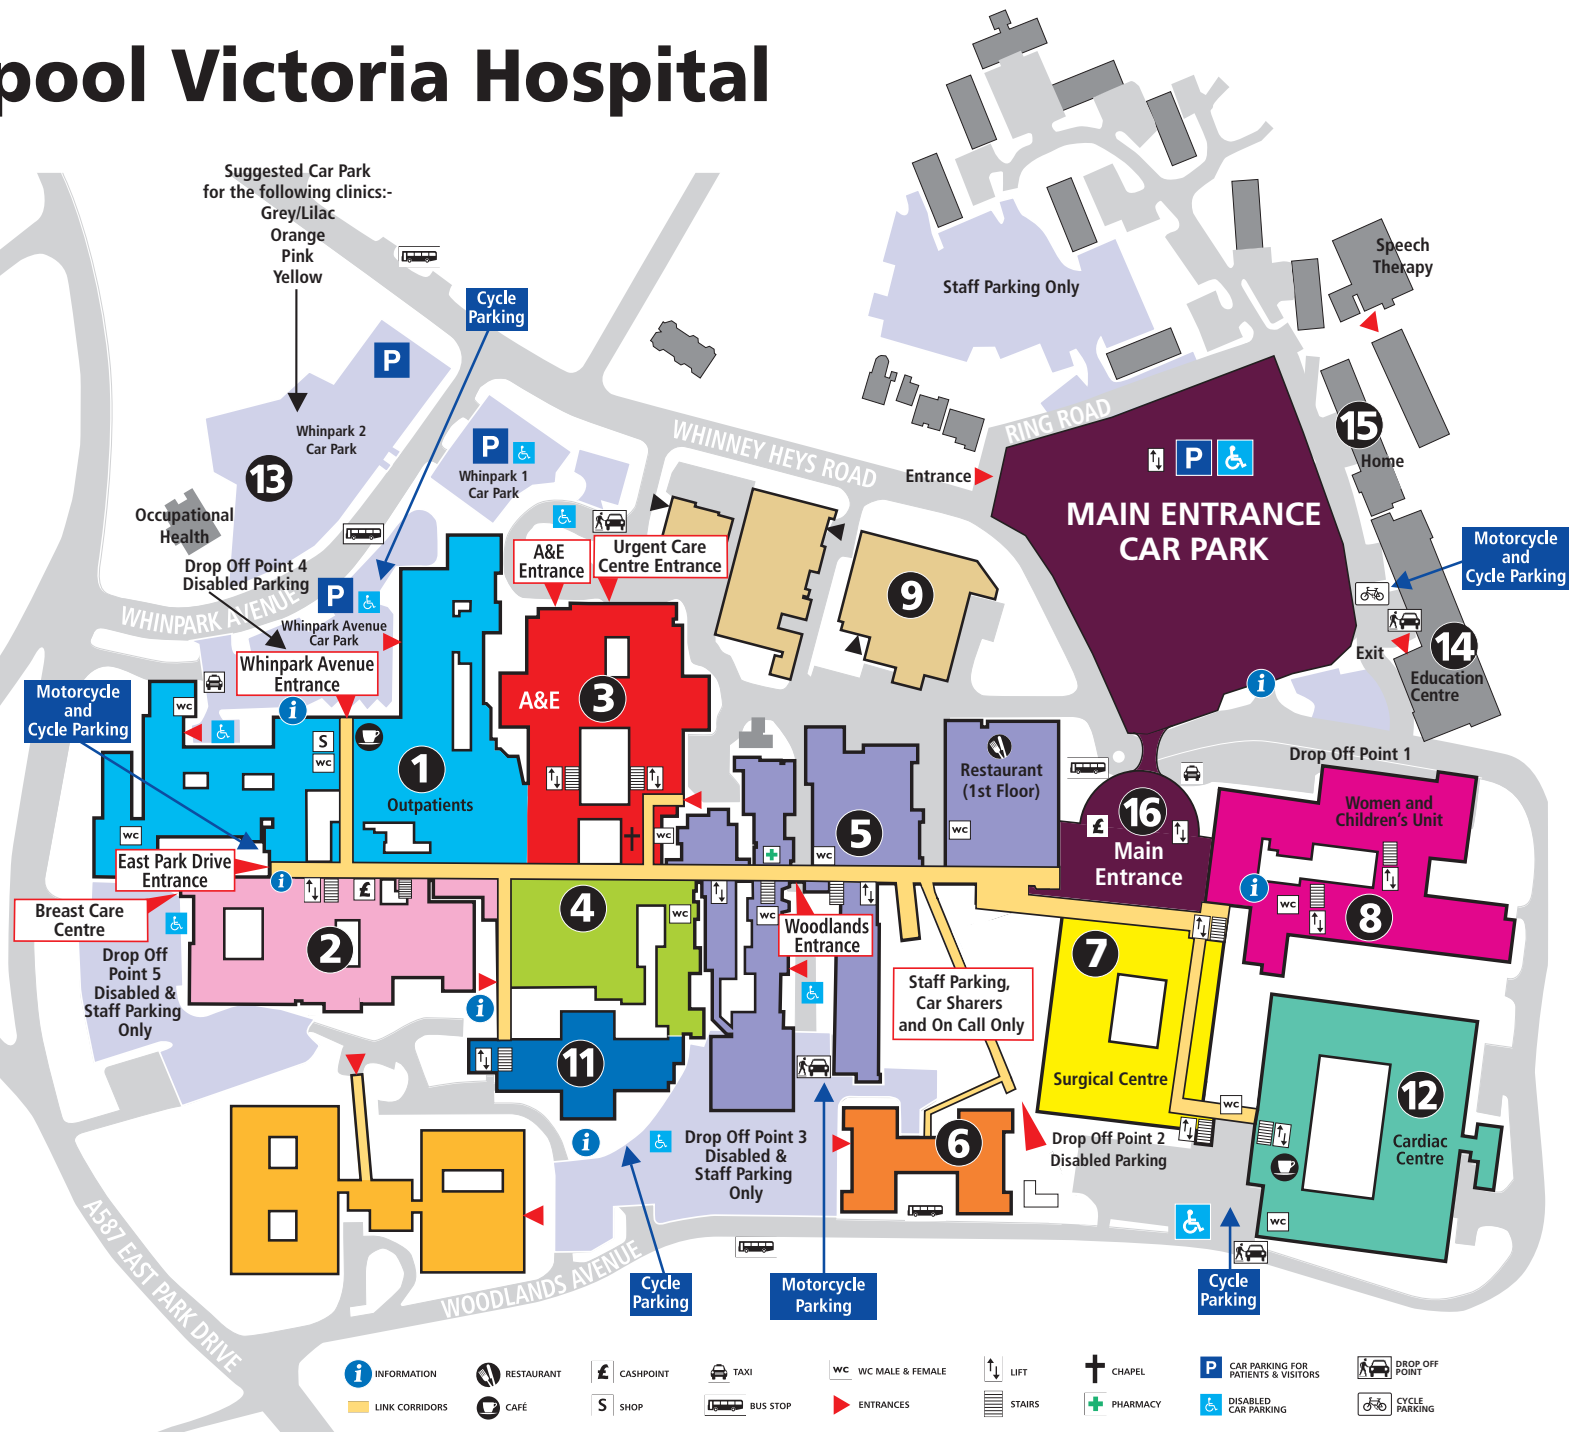 pool Victoria Hospital
Suggested Car Park
for the following clinics:-
Grey/Lilac
Orange
Pink
Yellow
Cycle
Parking
P
Whinpark 2
Car Park
13
P
Whinpark 1
Car Park
Occupational
Health
Drop Off Point 4
Disabled Parking
WHINPARK AVENUE
P
Whinpark Avenue
Car Park
Whinpark Avenue
Entrance
A&E
Entrance
Urgent Care
Centre Entrance
WHINNEY HEYS ROAD
RING ROAD
Staff Parking Only
Speech
Therapy
Entrance
P
MAIN ENTRANCE
CAR PARK
15
Home
Motorcycle
and
Cycle Parking
Exit
14
Education
Centre
9
Motorcycle
and
Cycle Parking
WC
i
S
WC
1
Outpatients
A&E
3
WC
East Park Drive
Entrance
i
£
Breast Care
Centre
Drop Off
Point 5
Disabled &
Staff Parking
Only
2
i
4
WC
WC
WC
WC
5
Restaurant
(1st Floor)
WC
Woodlands
Entrance
i
Drop Off Point 1
£
16
Main
Entrance
Women and
Children's Unit
i
WC
8
7
Surgical Centre
Staff Parking,
Car Sharers
and On Call Only
WC
12
Cardiac
Centre
WC
11
i
Drop Off Point 3
Disabled &
Staff Parking
Only
6
Drop Off Point 2
Disabled Parking
A587 EAST PARK DRIVE
WOODLANDS AVENUE
Cycle
Parking
Motorcycle
Parking
Cycle
Parking
i INFORMATION
RESTAURANT
£ CASHPOINT
TAXI
WC WC MALE & FEMALE
LIFT
CHAPEL
P CAR PARKING FOR
PATIENTS & VISITORS
DROP OFF
POINT
LINK CORRIDORS
CAFÉ
S SHOP
BUS STOP
ENTRANCES
STAIRS
PHARMACY
DISABLED
CAR PARKING
CYCLE
PARKING